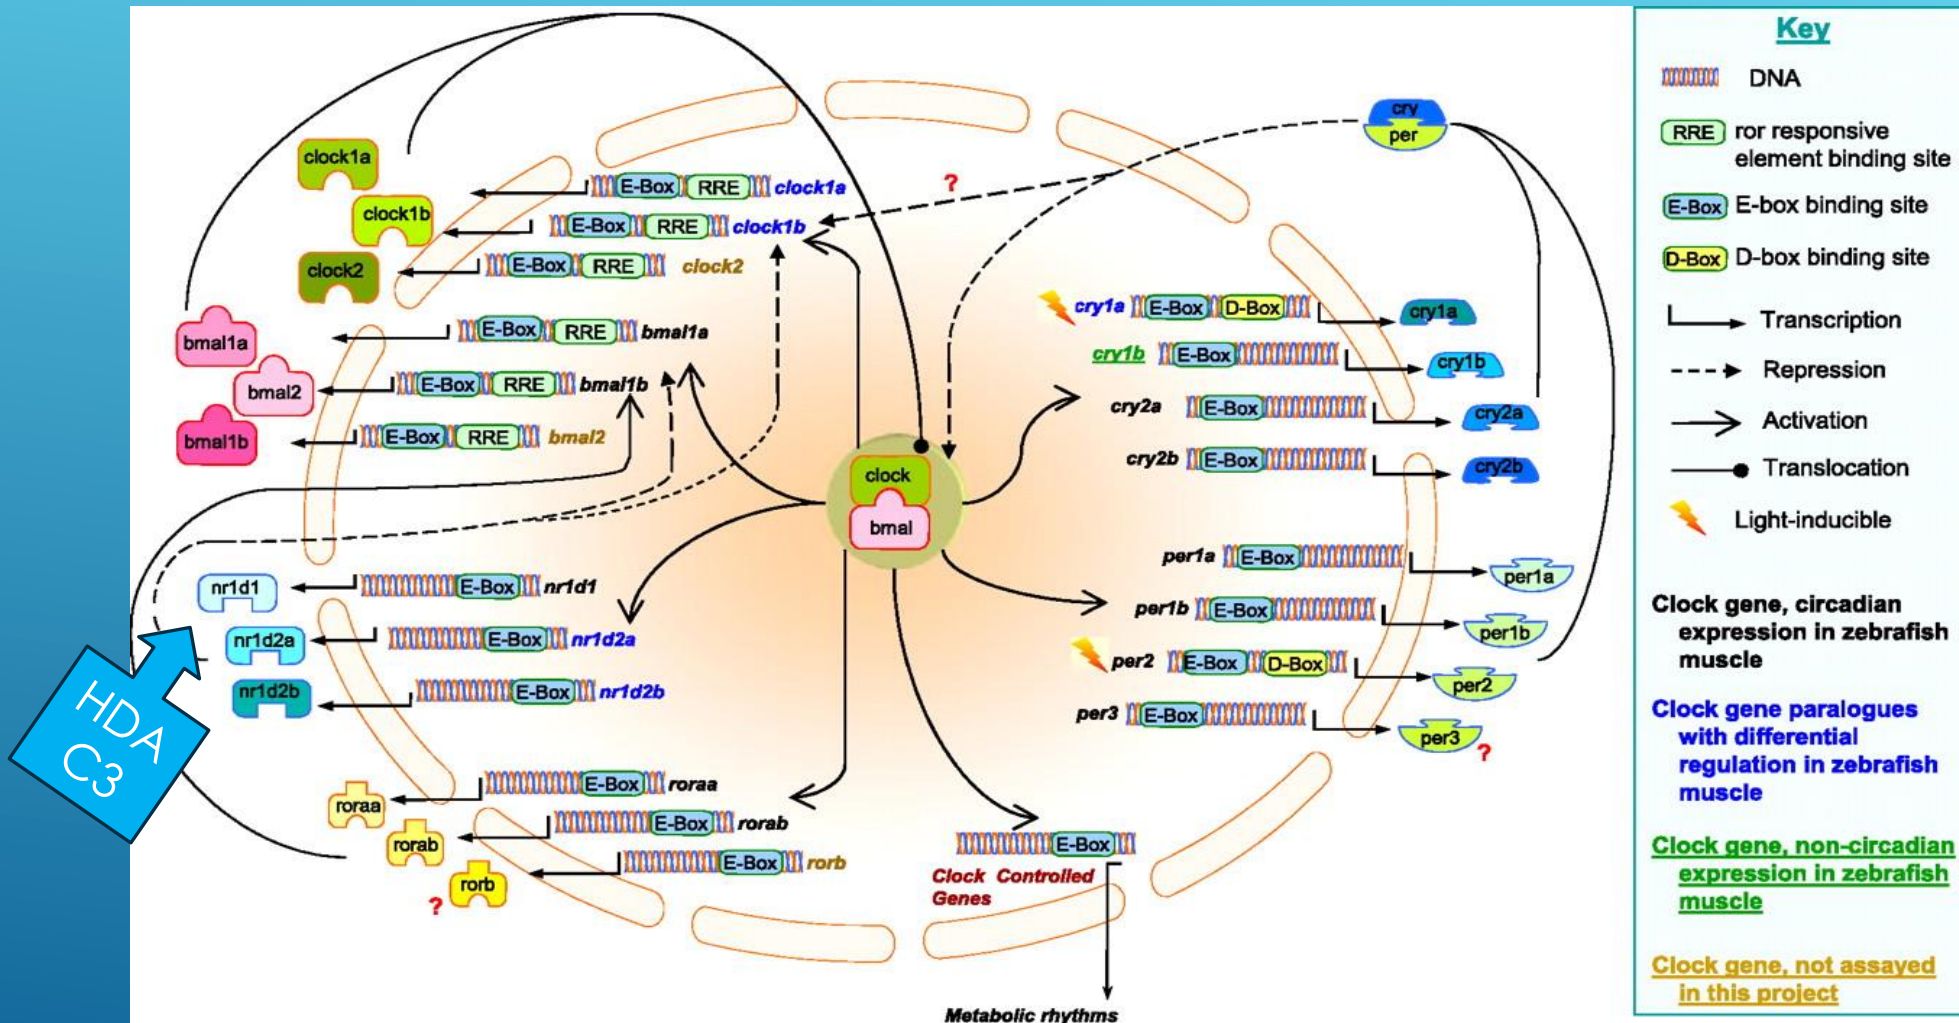 clock1a
clock1b
clock2
E-Box RRE clock1a
E-Box RRE clock1b
E-Box RRE clock2
?
bmal1a
bmal2
bmal1b
E-Box RRE bmal1a
E-Box RRE bmal1b
E-Box RRE bmal2
nr1d1
nr1d2a
nr1d2b
E-Box nr1d1
E-Box nr1d2a
E-Box nr1d2b
HDA
C3
roraa
rorab
rorb
?
E-Box roraa
E-Box rorab
E-Box rorb
clock
bmal
cry
per
cry1a E-Box D-Box cry1a
cry1b E-Box cry1b
cry2a E-Box cry2a
cry2b E-Box cry2b
per1a E-Box per1a
per1b E-Box per1b
per2 E-Box D-Box per2
per3 E-Box per3
?
E-Box
Clock Controlled
Genes
Metabolic rhythms
Key
DNA
RRE ror responsive
element binding site
E-Box E-box binding site
D-Box D-box binding site
Transcription
Repression
Activation
Translocation
Light-inducible
Clock gene, circadian
expression in zebrafish
muscle
Clock gene paralogues
with differential
regulation in zebrafish
muscle
Clock gene, non-circadian
expression in zebrafish
muscle
Clock gene, not assayed
in this project